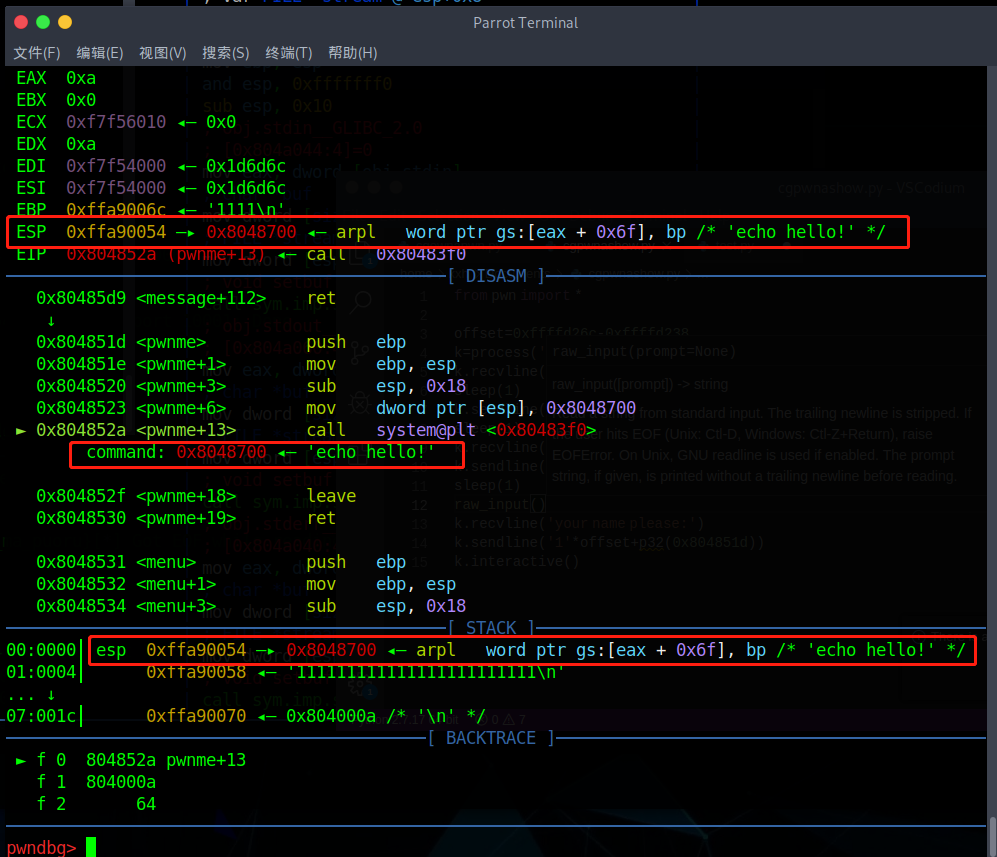 Parrot Terminal
文件(F) 编辑(E) 视图(V) 搜索(S) 终端(T) 帮助(H)
EAX 0xa
EBX 0x0
ECX 0xf7f56010 ◂— 0x0
EDX 0xa
EDI 0xf7f54000 ◂— 0x1d6d6c
ESI 0xf7f54000 ◂— 0x1d6d6c
EBP 0xffa9006c ◂— '1111\n'
ESP 0xffa90054 —▸ 0x8048700 ◂— arpl word ptr gs:[eax + 0x6f], bp /* 'echo hello!' */
EIP 0x804852a (pwnme+13) ◂— call 0x80483f0
[ DISASM ]
0x80485d9 <message+112> ret
↓
0x804851d <pwnme> push ebp
0x804851e <pwnme+1> mov ebp, esp
0x8048520 <pwnme+3> sub esp, 0x18
0x8048523 <pwnme+6> mov dword ptr [esp], 0x8048700
► 0x804852a <pwnme+13> call system@plt <0x80483f0>
command: 0x8048700 ◂— 'echo hello!'
0x804852f <pwnme+18> leave
0x8048530 <pwnme+19> ret
0x8048531 <menu> push ebp
0x8048532 <menu+1> mov ebp, esp
0x8048534 <menu+3> sub esp, 0x18
[ STACK ]
00:0000│ esp 0xffa90054 —▸ 0x8048700 ◂— arpl word ptr gs:[eax + 0x6f], bp /* 'echo hello!' */
01:0004│ 0xffa90058 ◂— '111111111111111111111111\n'
... ↓
07:001c│ 0xffa90070 ◂— 0x804000a /* '\n' */
[ BACKTRACE ]
► f 0 804852a pwnme+13
f 1 804000a
f 2 64
pwndbg>